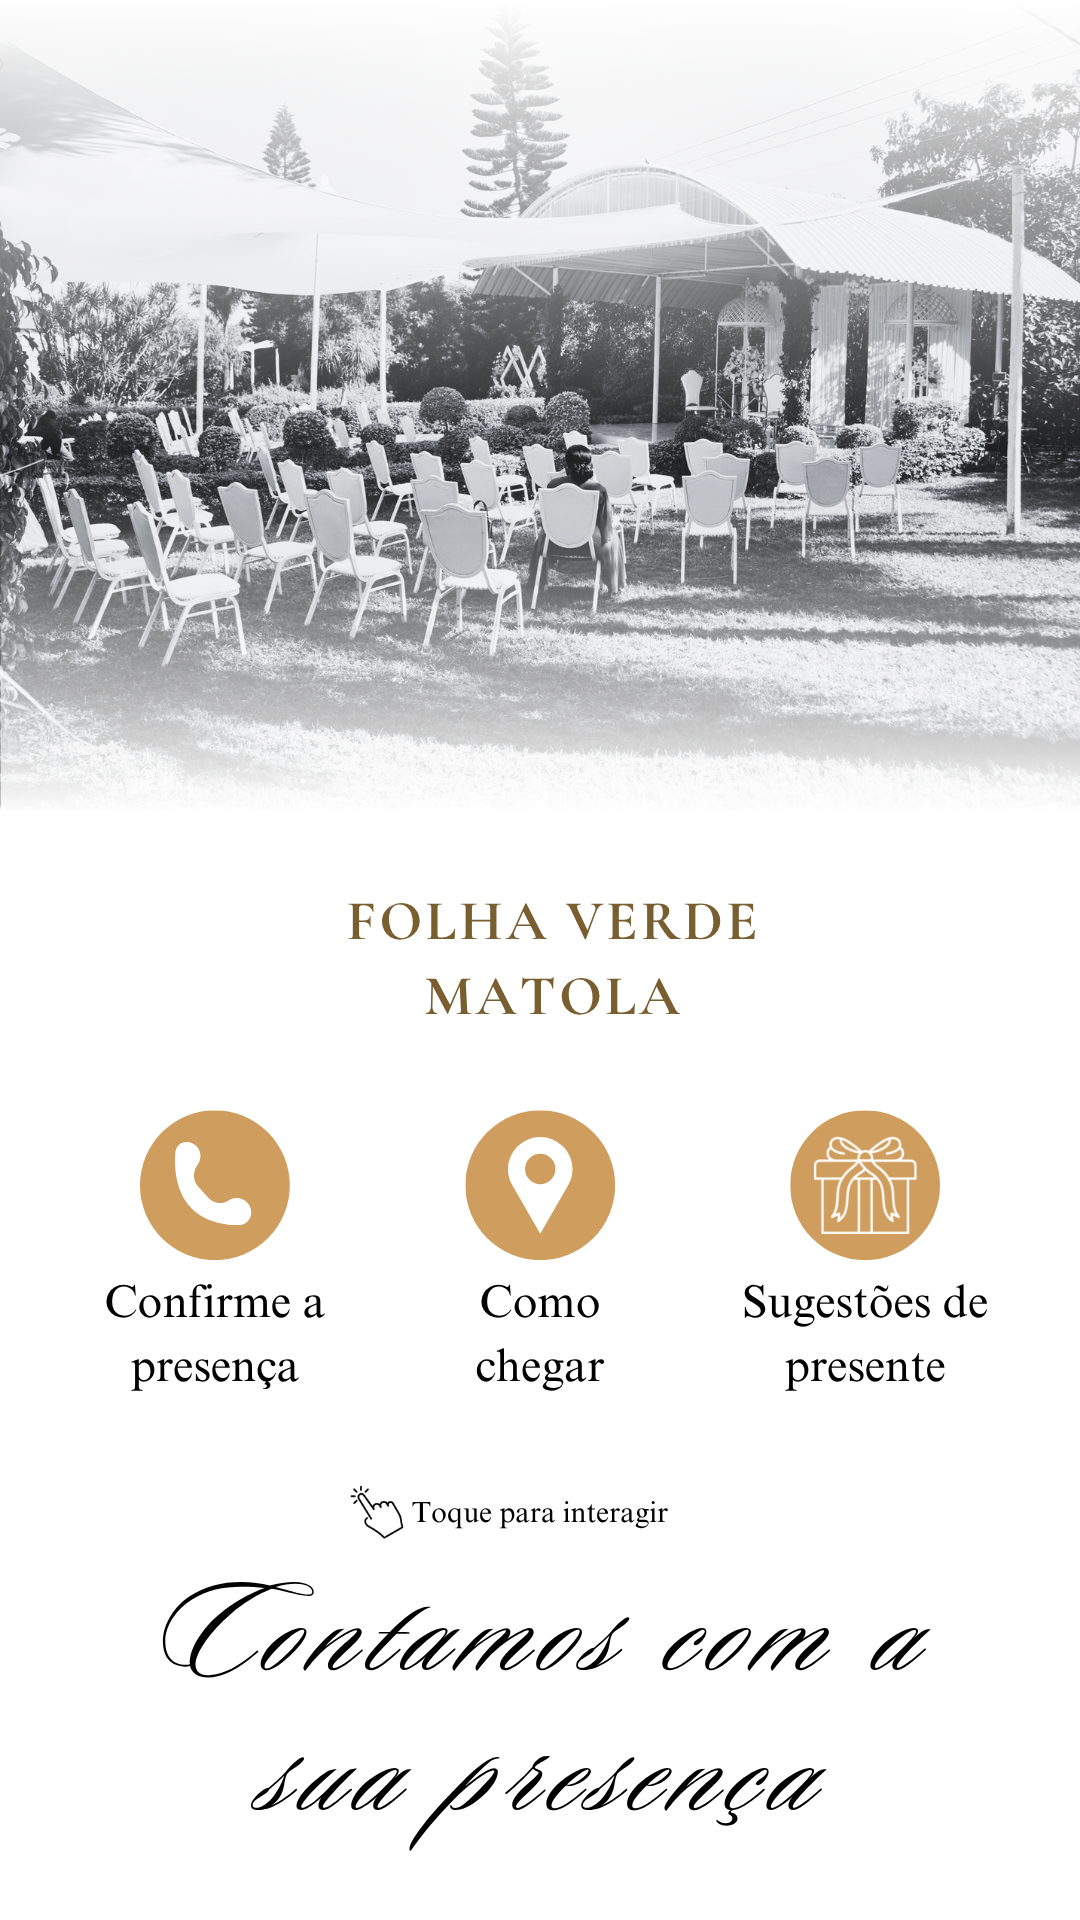 FOLHA VERDE
MATOLA
Confirme a
presença
Como
chegar
Sugestões de
presente
Toque para interagir
Contamos com a
sua presença